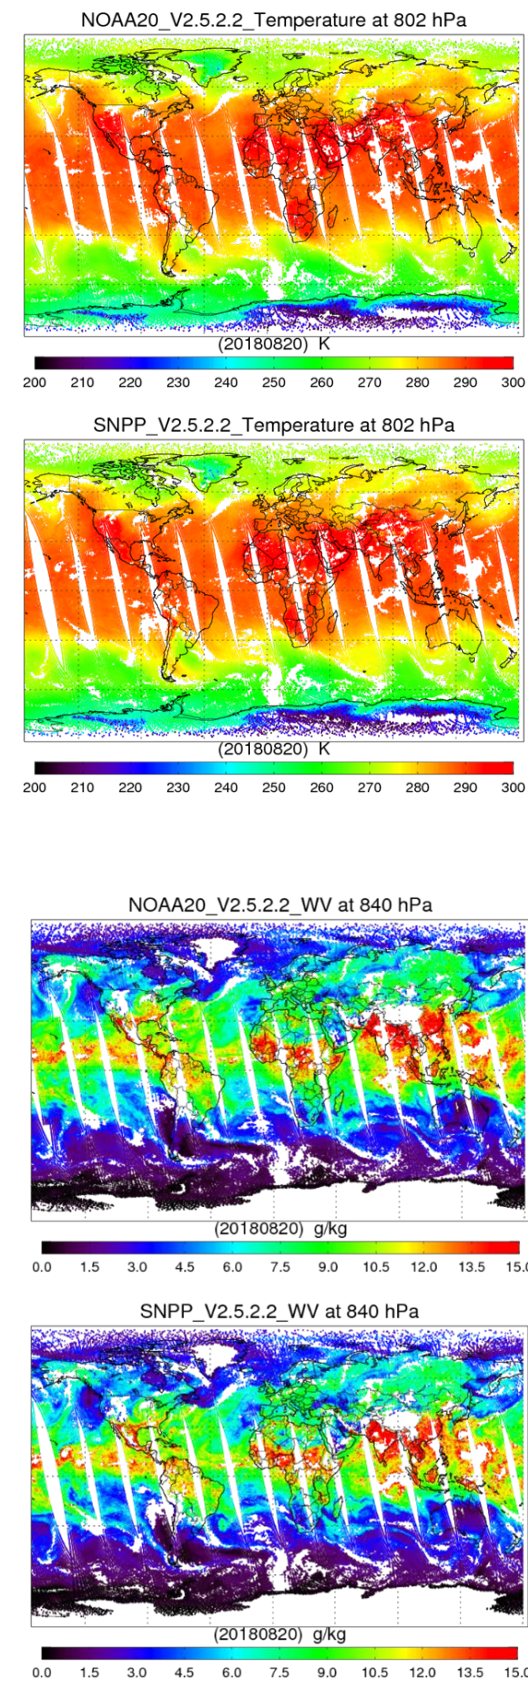 NOAA20_V2.5.2.2_Temperature at 802 hPa
(20180820) K
200 210 220 230 240 250 260 270 280 290 300
SNPP_V2.5.2.2_Temperature at 802 hPa
(20180820) K
200 210 220 230 240 250 260 270 280 290 300
NOAA20_V2.5.2.2_WV at 840 hPa
(20180820) g/kg
0.0 1.5 3.0 4.5 6.0 7.5 9.0 10.5 12.0 13.5 15.0
SNPP_V2.5.2.2_WV at 840 hPa
(20180820) g/kg
0.0 1.5 3.0 4.5 6.0 7.5 9.0 10.5 12.0 13.5 15.0